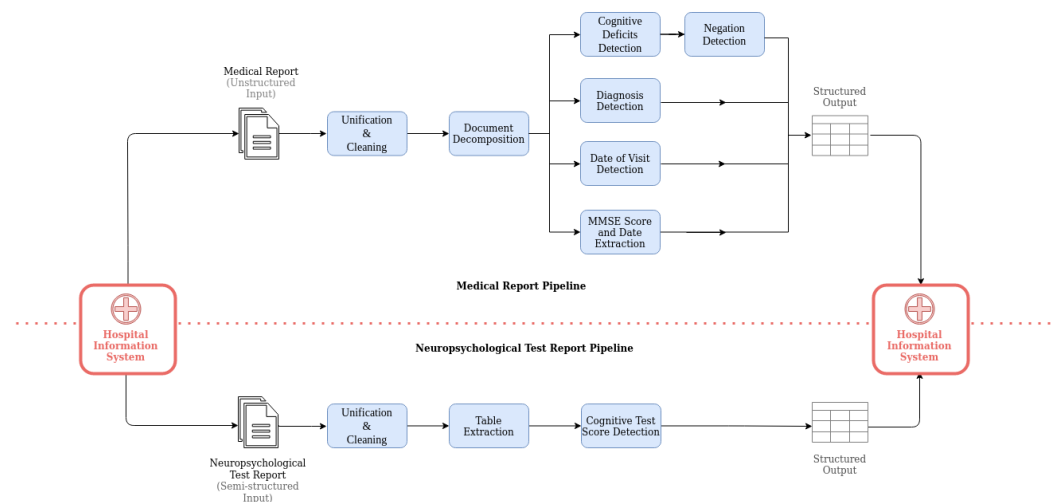 Cognitive
Deficits
Detection
Negation
Detection
Medical Report
(Unstructured
Input)
Diagnosis
Detection
Structured
Output
Unification
&
Cleaning
Document
Decomposition
Date of Visit
Detection
MMSE Score
and Date
Extraction
Medical Report Pipeline
Hospital
Information
System
Hospital
Information
System
Neuropsychological Test Report Pipeline
Unification
&
Cleaning
Table
Extraction
Cognitive Test
Score Detection
Neuropsychological
Test Report
(Semi-structured
Input)
Structured
Output